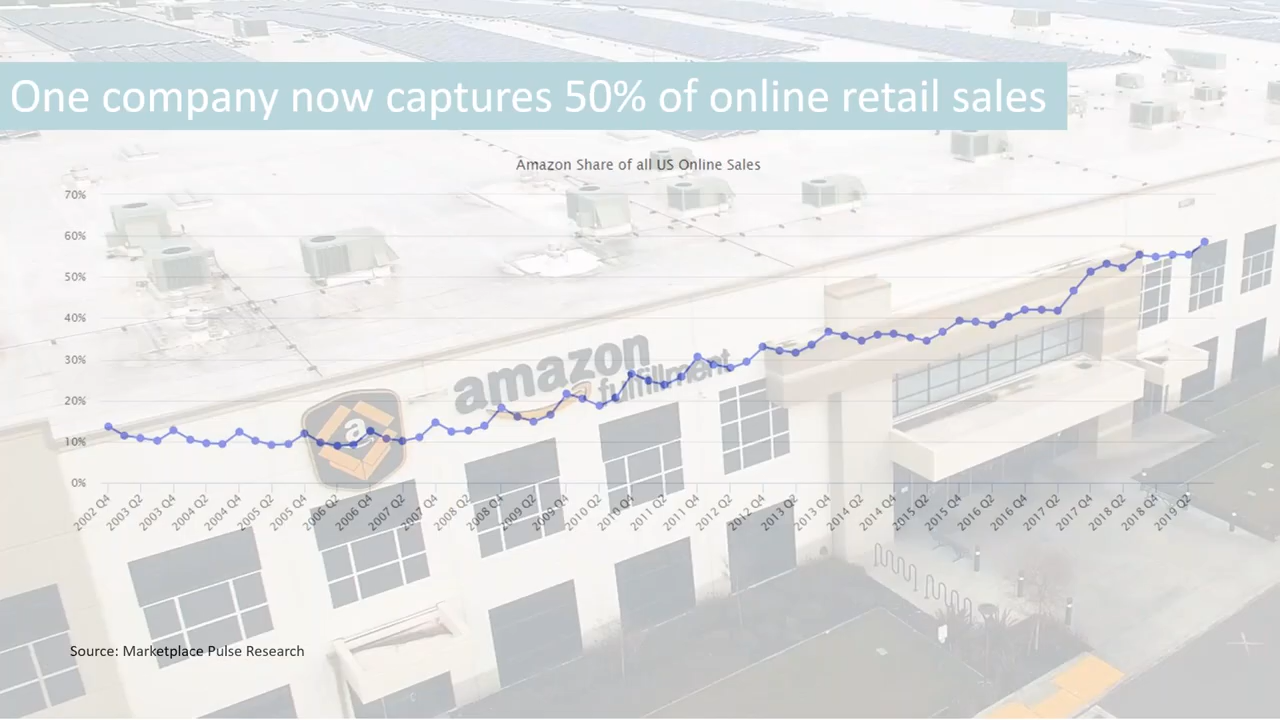 One company now captures 50% of online retail sales
Amazon Share of all US Online Sales
70%
60%
50%
40%
30%
20%
10%
0%
amazon
fulfillment
a
2002 Q4
2003 Q2
2003 Q4
2004 Q2
2004 Q4
2005 Q2
2005 Q4
2006 Q2
2006 Q4
2007 Q2
2007 Q4
2008 Q2
2008 Q4
2009 Q2
2009 Q4
2010 Q2
2010 Q4
2011 Q2
2011 Q4
2012 Q2
2012 Q4
2013 Q2
2013 Q4
2014 Q2
2014 Q4
2015 Q2
2015 Q4
2016 Q2
2016 Q4
2017 Q2
2017 Q4
2018 Q2
2018 Q4
2019 Q2
Source: Marketplace Pulse Research